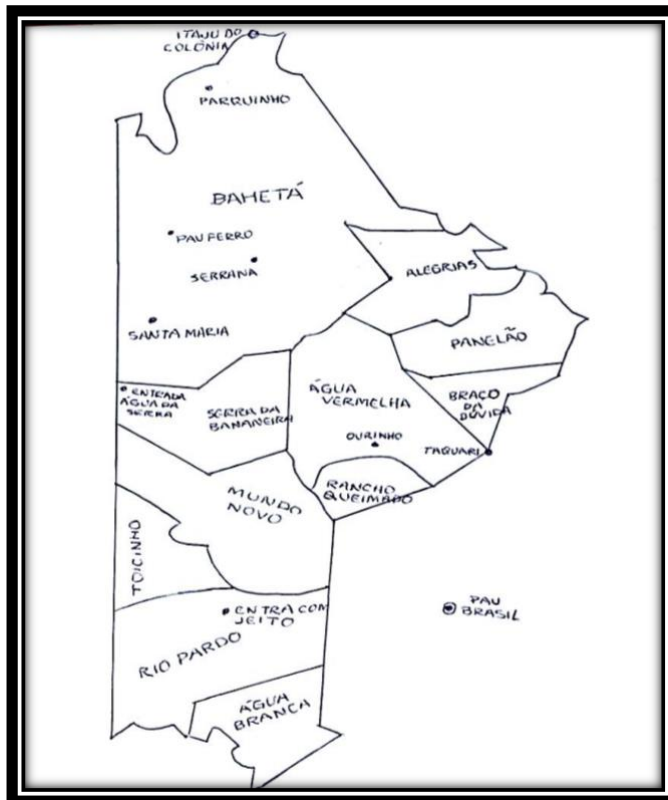 ITAJU DO
COLÔNIA
PARQUINHO
BAHETÁ
PAU FERRO
SERRANA
ALEGRIAS
SANTA MARIA
PANELÃO
ENTRADA
ÁGUA DA
SERRA
SERRA DA
BANANEIRA
ÁGUA
VERMELHA
BRAÇO
DA
DÚVIDA
OURINHO
TAQUARI
RANCHO
QUEIMADO
MUNDO
NOVO
TOICINHO
PAU
BRASIL
ENTRA COM
JEITO
RIO PARDO
ÁGUA
BRANCA